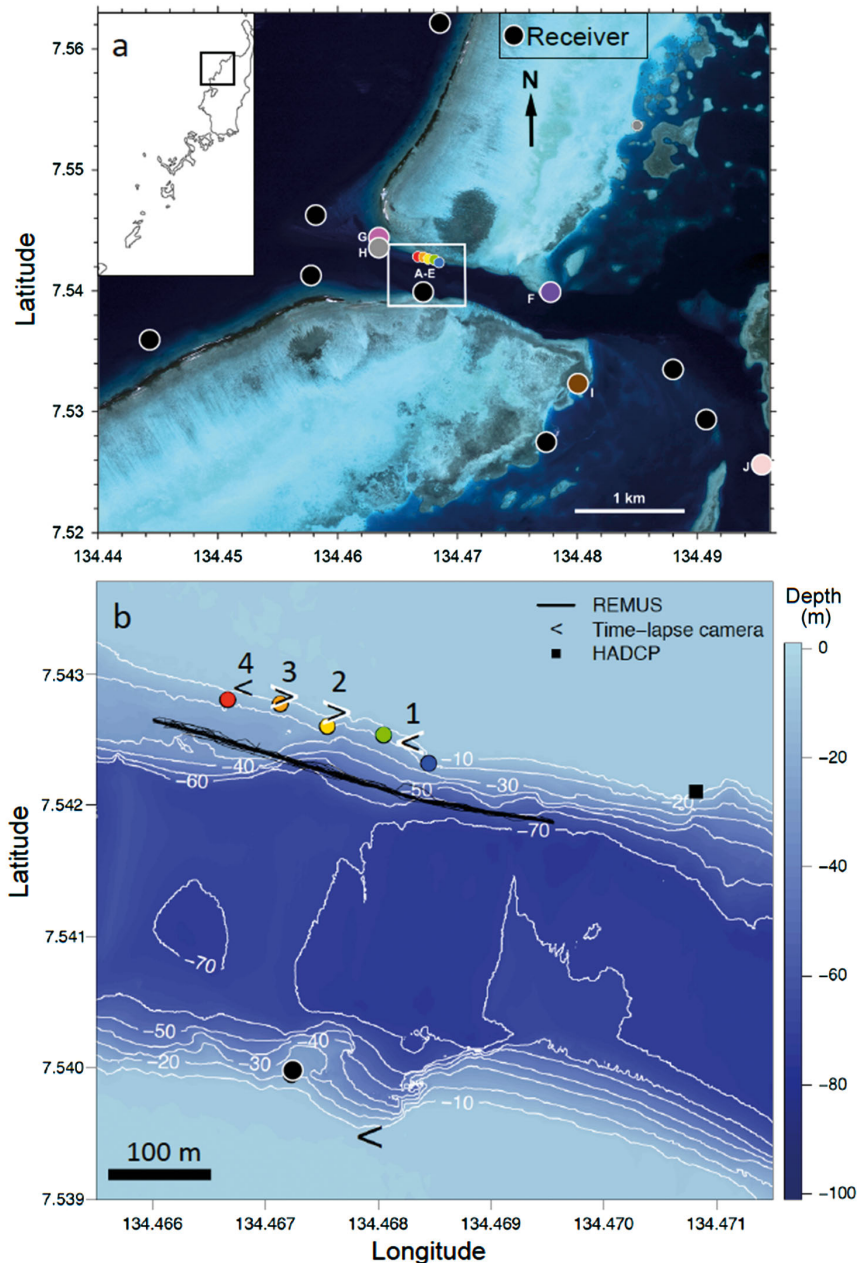 a
Receiver
N
G
H
A-E
F
I
J
1 km
Latitude
7.56
7.55
7.54
7.53
7.52
134.44
134.45
134.46
134.47
134.48
134.49
b
REMUS
< Time-lapse camera
HADCP
Depth
(m)
0
−20
−40
−60
−80
−100
4
<
3
>
2
>
1
<
−10
−30
−20
−40
−60
−50
−70
−70
−50
−40
−20
−30
−10
<
100 m
Latitude
7.543
7.542
7.541
7.540
7.539
134.466
134.467
134.468
134.469
134.470
134.471
Longitude